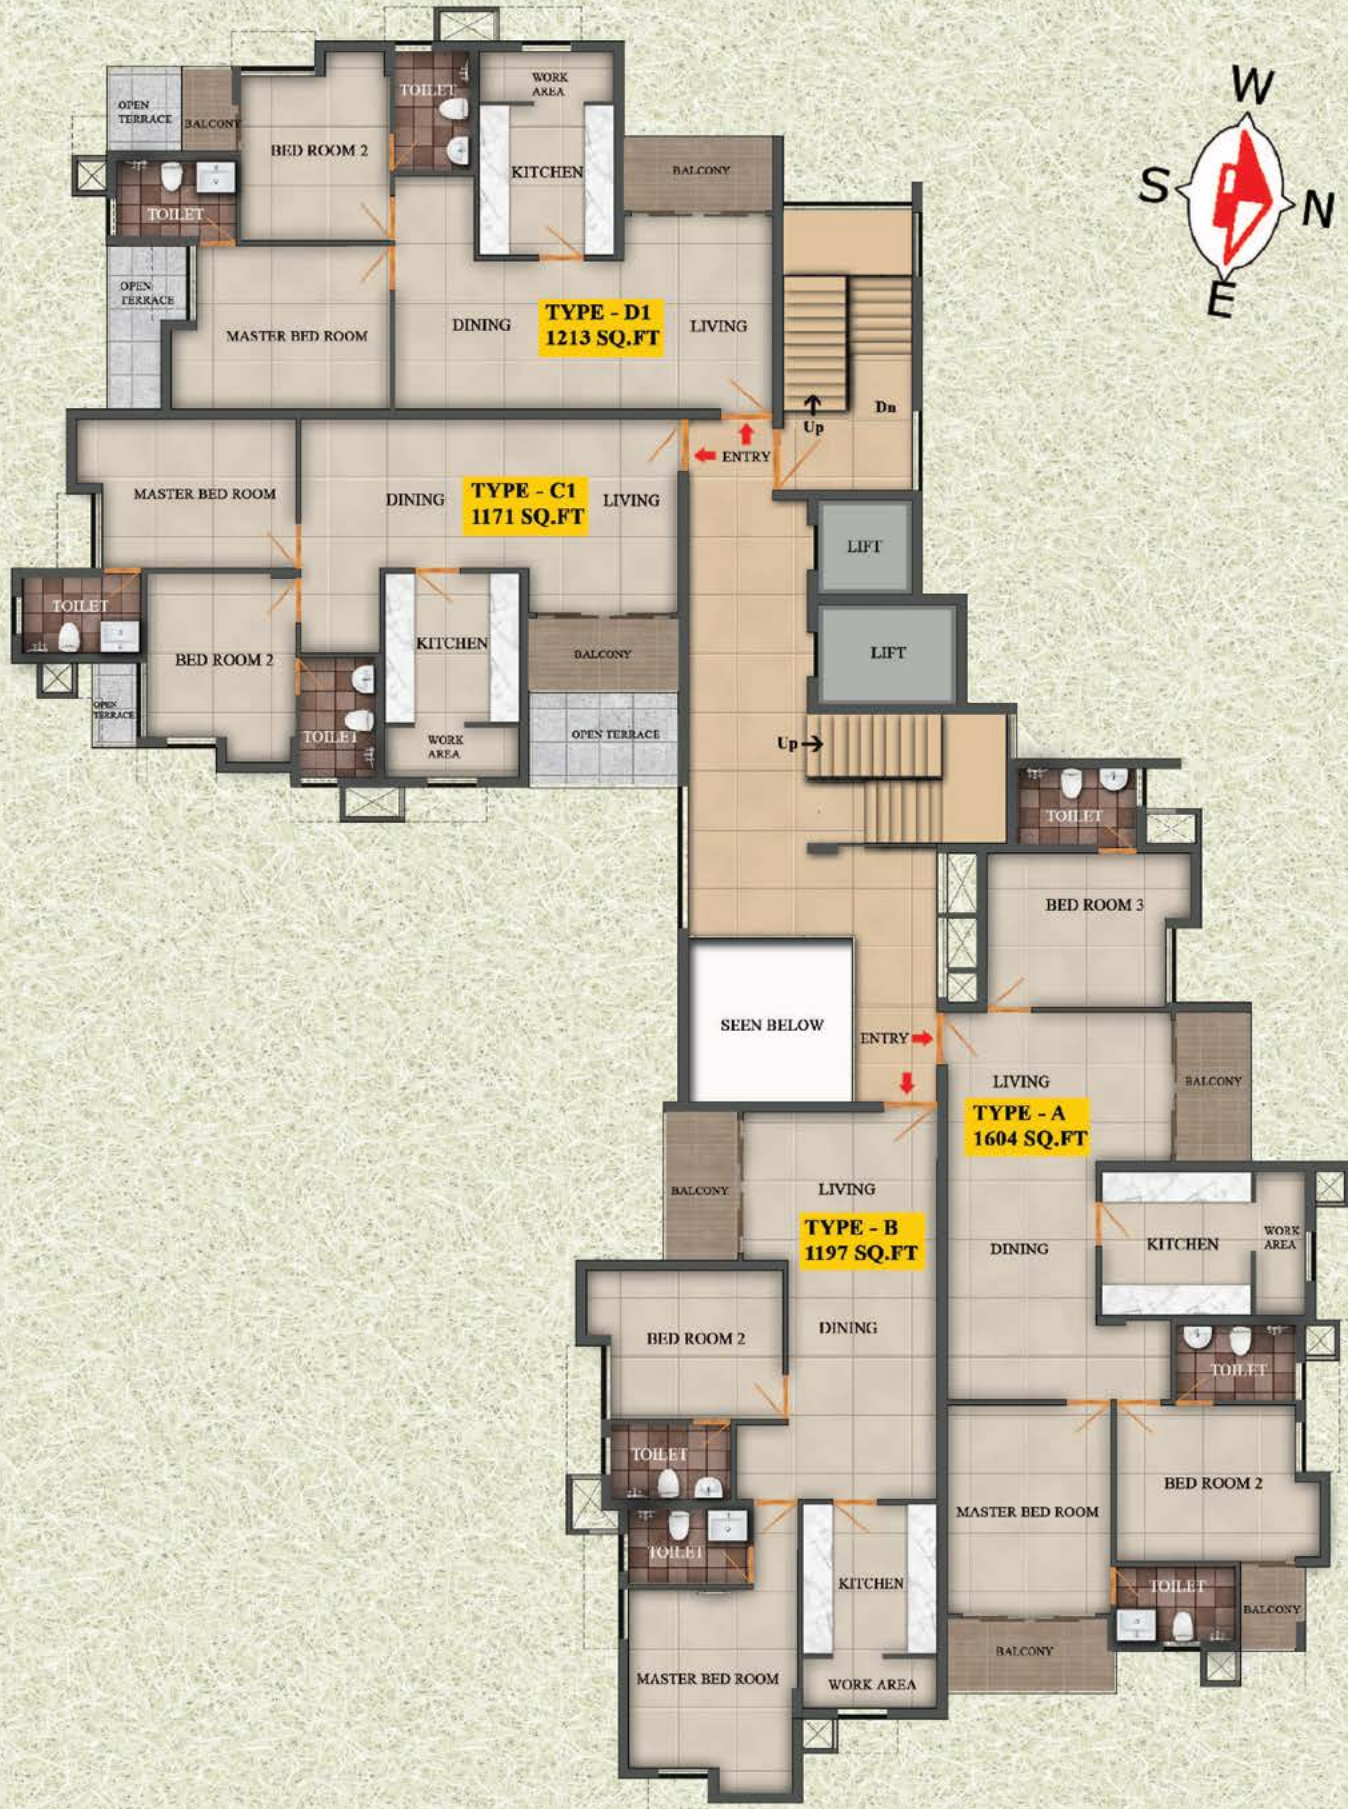 W
S
N
E
TOILET
WORK
AREA
OPEN
TERRACE
BALCONY
BED ROOM 2
KITCHEN
BALCONY
TOILET
OPEN
TERRACE
MASTER BED ROOM
DINING
TYPE - D1
1213 SQ.FT
LIVING
Dn
Up
ENTRY
MASTER BED ROOM
DINING
TYPE - C1
1171 SQ.FT
LIVING
LIFT
TOILET
BED ROOM 2
KITCHEN
BALCONY
LIFT
OPEN
TERRACE
TOILET
WORK
AREA
OPEN TERRACE
Up
TOILET
BED ROOM 3
SEEN BELOW
ENTRY
LIVING
BALCONY
TYPE - A
1604 SQ.FT
BALCONY
LIVING
TYPE - B
1197 SQ.FT
DINING
KITCHEN
WORK
AREA
BED ROOM 2
DINING
TOILET
TOILET
MASTER BED ROOM
BED ROOM 2
TOILET
KITCHEN
TOILET
BALCONY
BALCONY
MASTER BED ROOM
WORK AREA